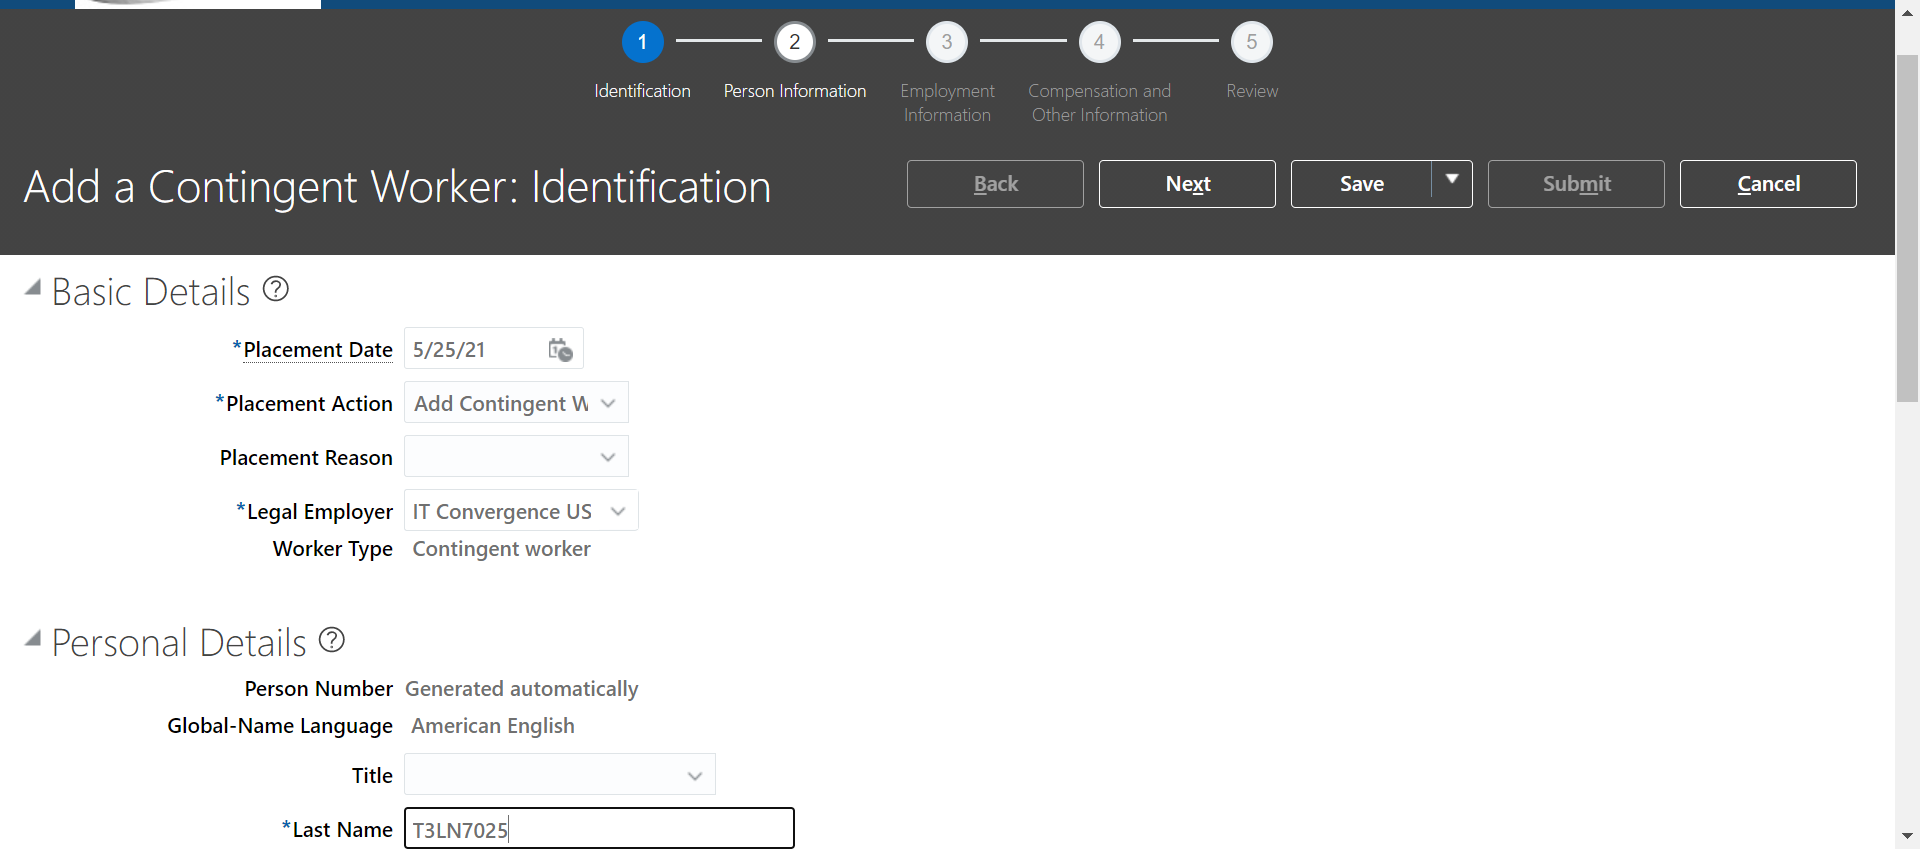 1 2 3 4 5
Identification Person Information Employment Information Compensation and Other Information Review
Add a Contingent Worker: Identification Back Next Save Submit Cancel
Basic Details ?
*Placement Date 5/25/21
*Placement Action Add Contingent W
Placement Reason
*Legal Employer IT Convergence US
Worker Type Contingent worker
Personal Details ?
Person Number Generated automatically
Global-Name Language American English
Title
*Last Name T3LN7025